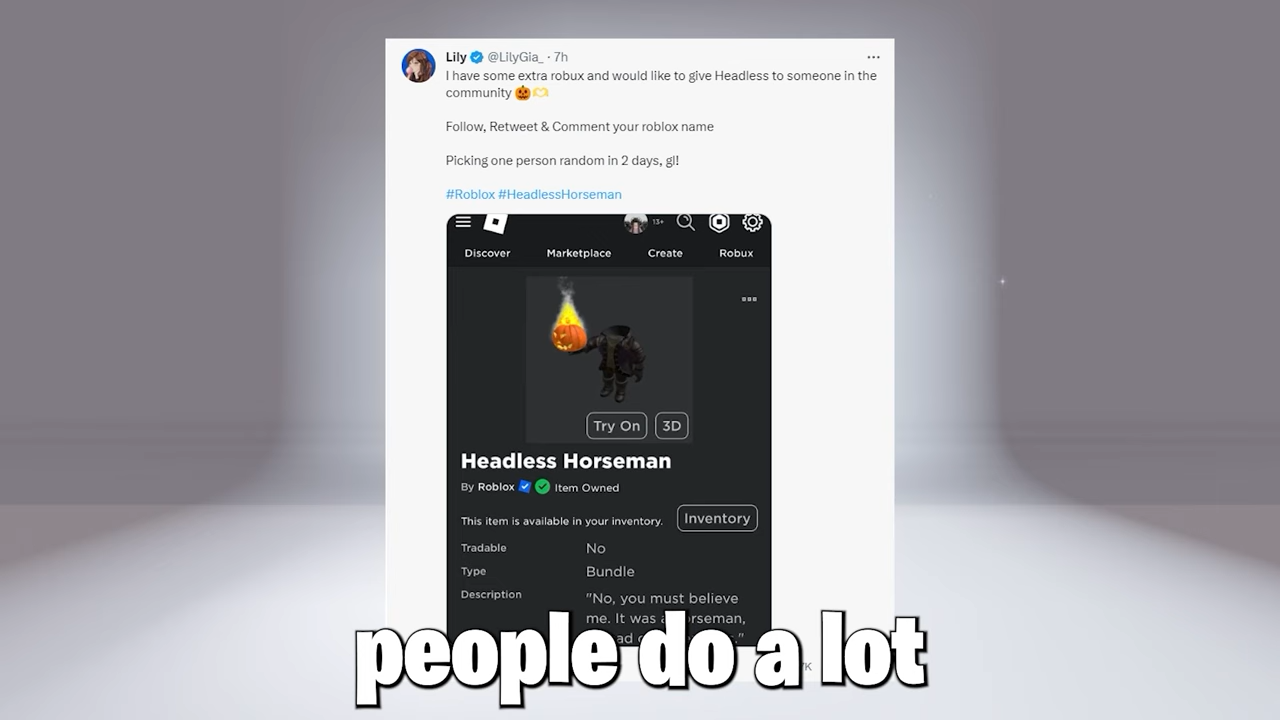 Lily @LilyGia_ · 7h
I have some extra robux and would like to give Headless to someone in the
community 🎃🫶
Follow, Retweet & Comment your roblox name
Picking one person random in 2 days, gl!
#Roblox #HeadlessHorseman
13+
Discover Marketplace Create Robux
Try On 3D
Headless Horseman
By Roblox Item Owned
This item is available in your inventory. Inventory
Tradable No
Type Bundle
Description "No, you must believe
me. It was a
people do a lot